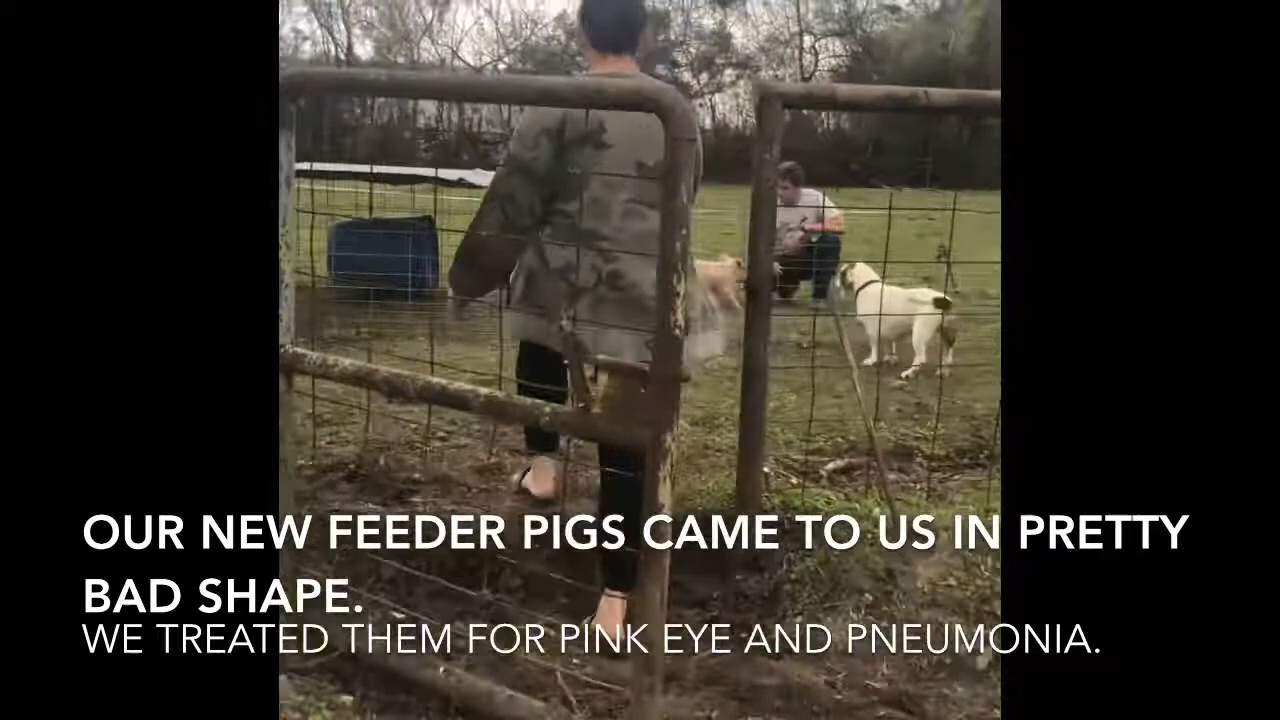 OUR NEW FEEDER PIGS CAME TO US IN PRETTY
BAD SHAPE.
WE TREATED THEM FOR PINK EYE AND PNEUMONIA.